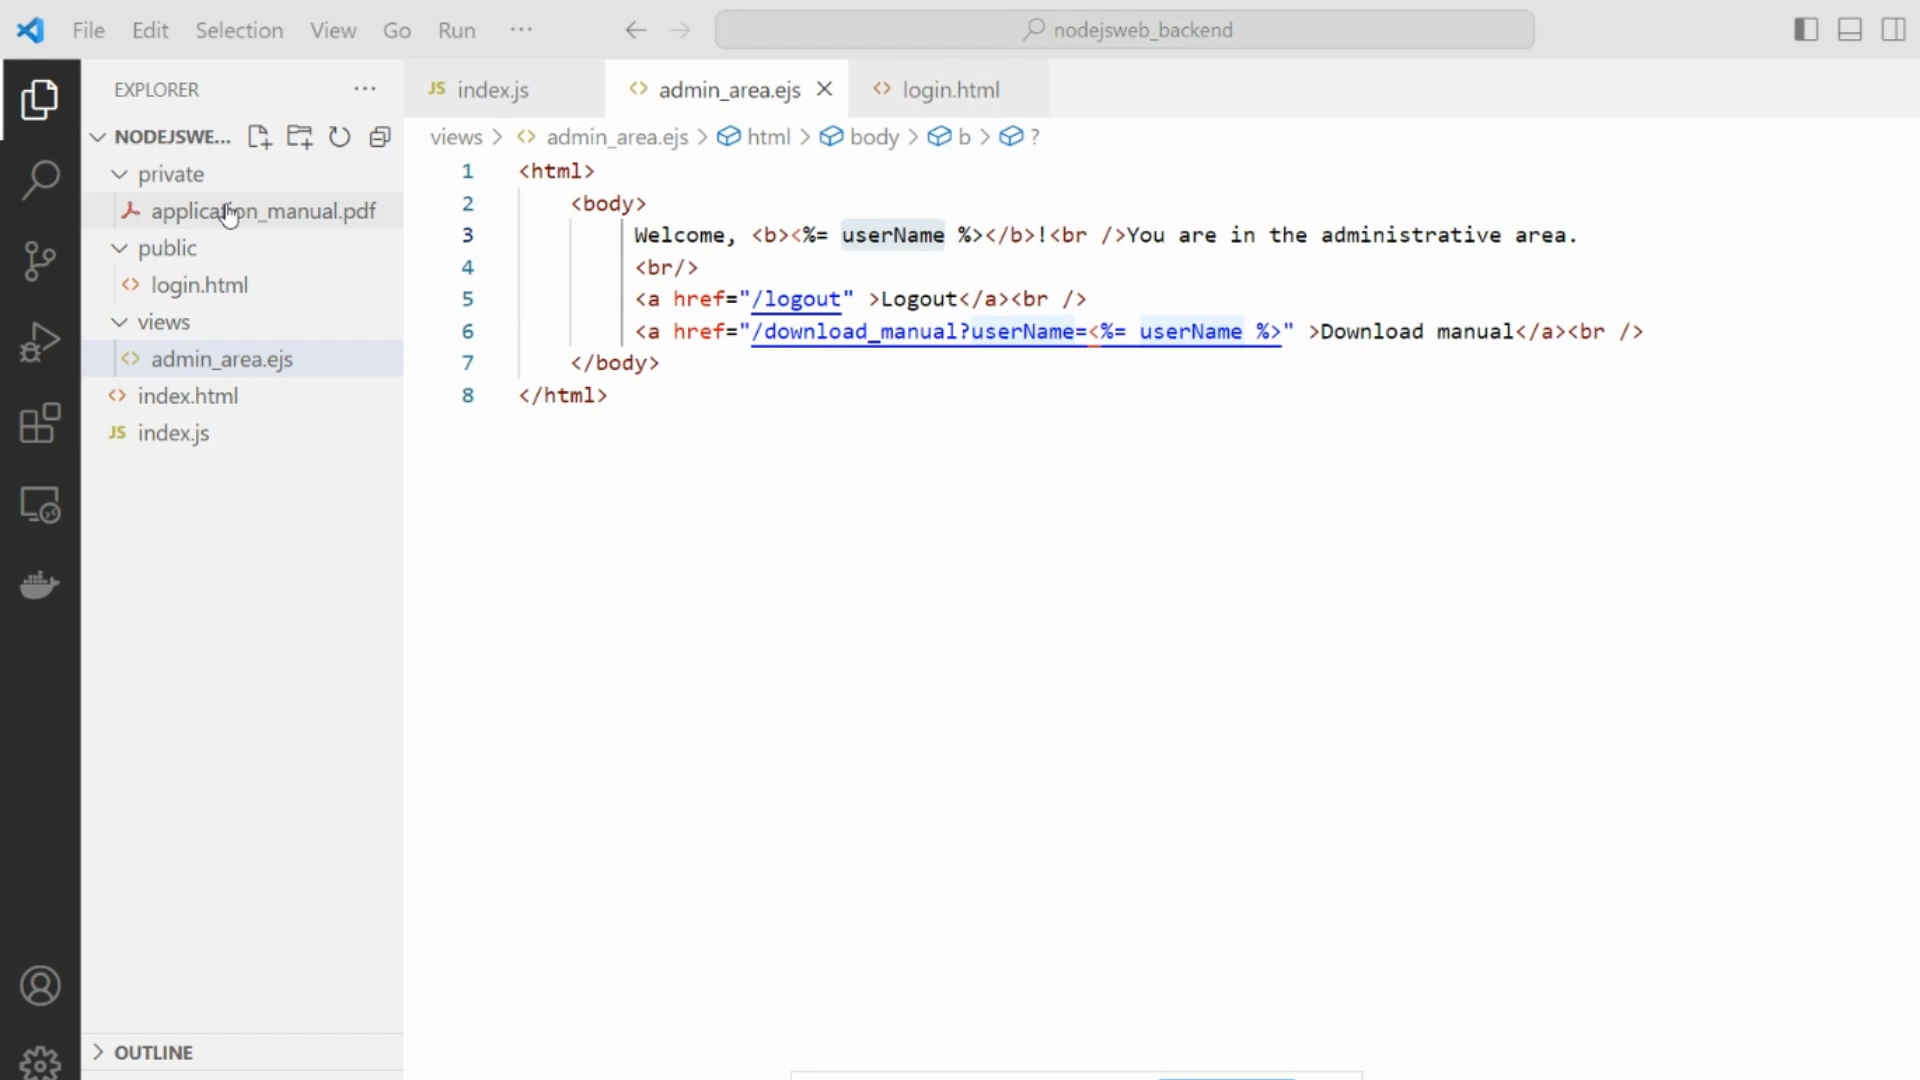 File Edit Selection View Go Run ···
nodejsweb_backend
EXPLORER ···
JS index.js
admin_area.ejs
login.html
NODEJSWE...
views > admin_area.ejs > html > body > b > ?
private
application_manual.pdf
public
login.html
views
admin_area.ejs
index.html
JS index.js
1 <html>
2 <body>
3 Welcome, <b><%= userName %></b>!<br />You are in the administrative area.
4 <br/>
5 <a href="/logout" >Logout</a><br />
6 <a href="/download_manual?userName=<%= userName %>" >Download manual</a><br />
7 </body>
8 </html>
OUTLINE